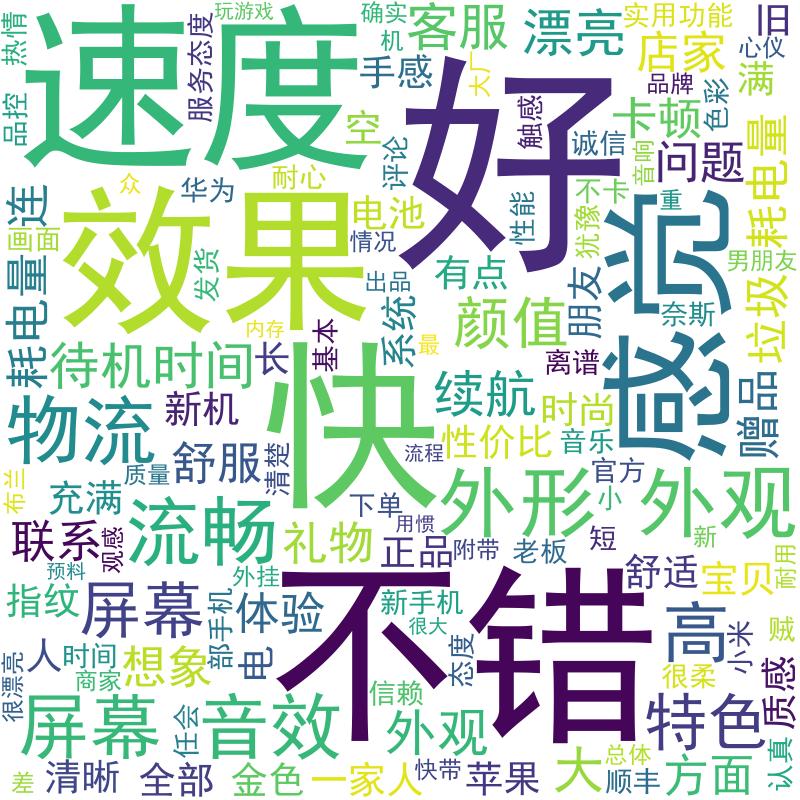 速度
好
不错
快
效果
感觉
物流
外形
外观
屏幕
屏幕
音效
流畅
特色
高
玩游戏
热情
服务态度
确实
机
客服
漂亮
实用功能
店家
旧
心仪
手感
大厂
触感
品牌
色彩
满
品控
空
诚信
卡顿
音响
问题
耗电量
众
华为
耐心
评论
电池
性能
不卡
犹豫
重
连
画面
情况
男朋友
发货
有点
朋友
耗电量
系统
颜值
奈斯
垃圾
内存
基本
最
待机时间
长
离谱
续航
时尚
赠品
新机
性价比
音乐
舒服
清楚
流程
官方
质量
布兰
充满
下单
小
联系
观感
礼物
用惯
正品
附带
老板
短
新
舒适
宝贝
耐用
预料
外挂
指纹
部手机
体验
新手机
很大
贼
小米
人
时间
想象
电
态度
很柔
质感
很漂亮
商家
信赖
外观
任会
差
清晰
全部
金色
一家人
快带
苹果
大
总体
顺丰
方面
认真